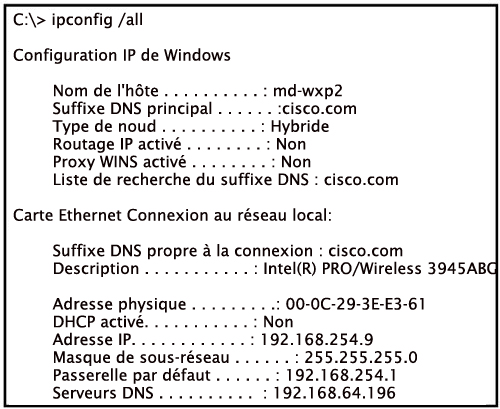 C:\> ipconfig /all
Configuration IP de Windows
Nom de l'hôte . . . . . . . . . . : md-wxp2
Suffixe DNS principal . . . . . . :cisco.com
Type de noud . . . . . . . . . . : Hybride
Routage IP activé . . . . . . . . : Non
Proxy WINS activé . . . . . . . : Non
Liste de recherche du suffixe DNS : cisco.com
Carte Ethernet Connexion au réseau local:
Suffixe DNS propre à la connexion : cisco.com
Description . . . . . . . . . . . : Intel(R) PRO/Wireless 3945ABG
Adresse physique . . . . . . . . .: 00-0C-29-3E-E3-61
DHCP activé. . . . . . . . . . . : Non
Adresse IP. . . . . . . . . . . . : 192.168.254.9
Masque de sous-réseau . . . . . . : 255.255.255.0
Passerelle par défaut . . . . . . : 192.168.254.1
Serveurs DNS . . . . . . . . . . : 192.168.64.196